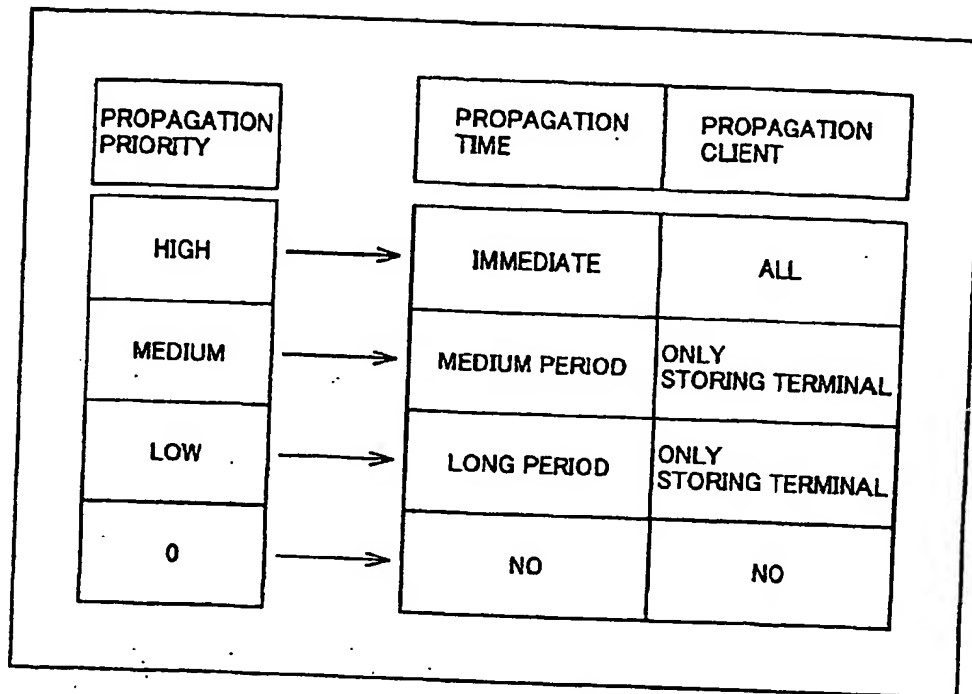 PROPAGATION
PRIORITY
PROPAGATION
TIME
PROPAGATION
CLIENT
HIGH
IMMEDIATE
ALL
MEDIUM
MEDIUM PERIOD
ONLY
STORING TERMINAL
LOW
LONG PERIOD
ONLY
STORING TERMINAL
0
NO
NO